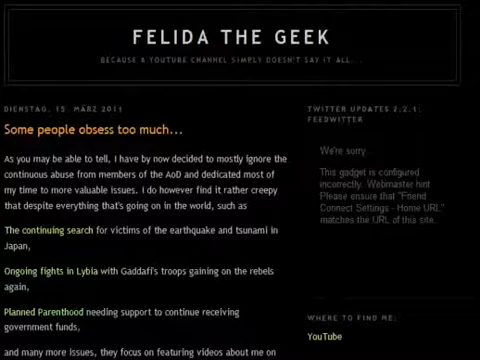 FELIDA THE GEEK
BECAUSE A YOUTUBE CHANNEL SIMPLY DOESN'T SAY IT ALL...
DIENSTAG, 15. MÄRZ 2011
Some people obsess too much...
As you may be able to tell, I have by now decided to mostly ignore the
continuous abuse from members of the AoD and dedicated most of
my time to more valuable issues. I do however find it rather creepy
that despite everything that's going on in the world, such as
The continuing search for victims of the earthquake and tsunami in
Japan,
Ongoing fights in Lybia with Gaddafi's troops gaining on the rebels
again,
Planned Parenthood needing support to continue receiving
government funds,
and many more issues, they focus on featuring videos about me on
TWITTER UPDATES 2.2.1:
FEEDWITTER
We're sorry...
This gadget is configured
incorrectly. Webmaster hint:
Please ensure that "Friend
Connect Settings - Home URL"
matches the URL of this site.
WHERE TO FIND ME:
YouTube